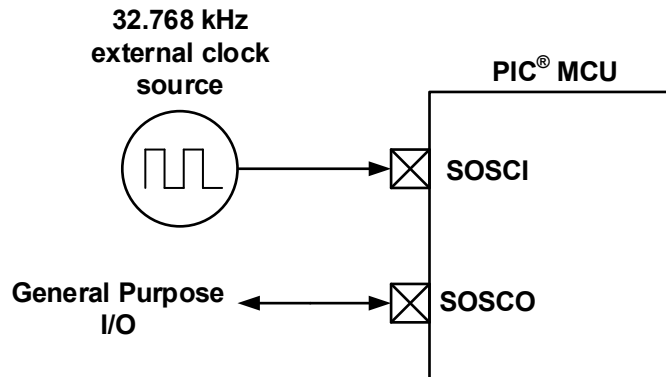 32.768 kHz
external clock
source
PIC® MCU
SOSCI
General Purpose
I/O
SOSCO